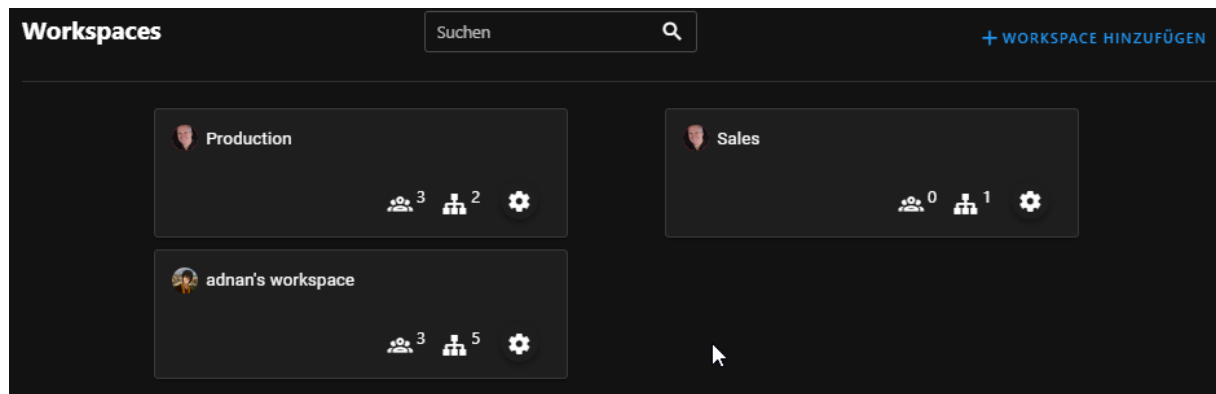 Workspaces
Suchen
+ WORKSPACE HINZUFÜGEN
Production
3 2
Sales
0 1
adnan's workspace
3 5